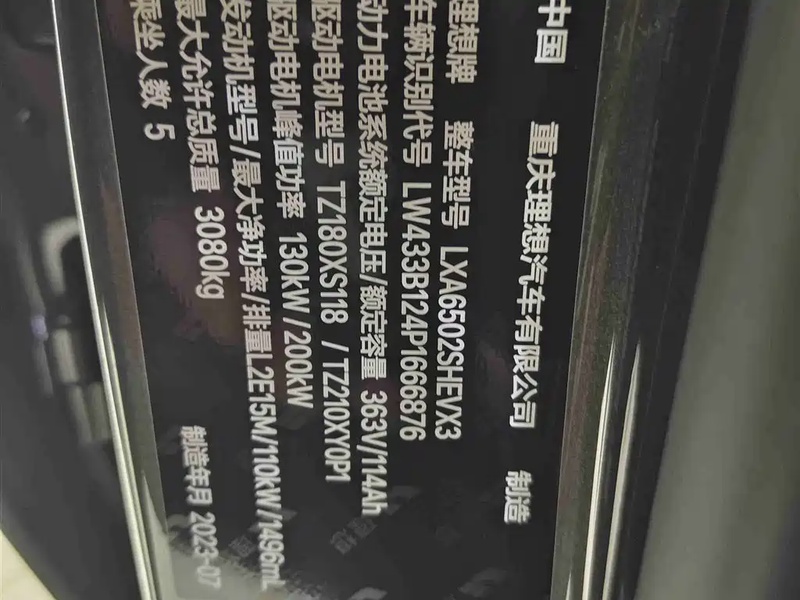 中国 重庆理想汽车有限公司 制造
理想牌 整车型号 LXA6502SHEVX3
车辆识别代号 LW433B124P1666876
动力电池系统额定电压/额定容量 363V/114Ah
驱动电机型号 TZ180XS118 /TZ210XY0P1
驱动电机峰值功率 130kW/200kW
发动机型号/最大净功率/排量L2E15M/110kW/1496mL
最大允许总质量 3080kg
乘坐人数 5 制造年月 2023-07